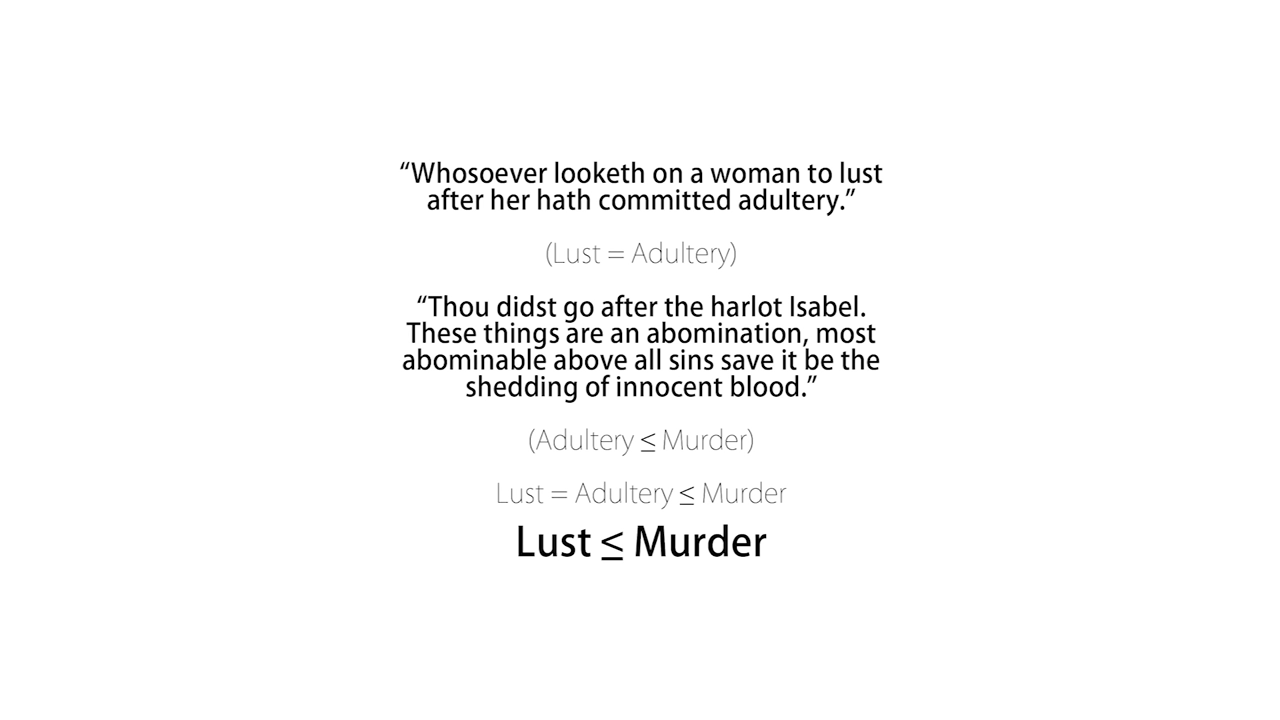 “Whosoever looketh on a woman to lust
after her hath committed adultery.”
(Lust = Adultery)
“Thou didst go after the harlot Isabel.
These things are an abomination, most
abominable above all sins save it be the
shedding of innocent blood.”
(Adultery ≤ Murder)
Lust = Adultery ≤ Murder
Lust ≤ Murder